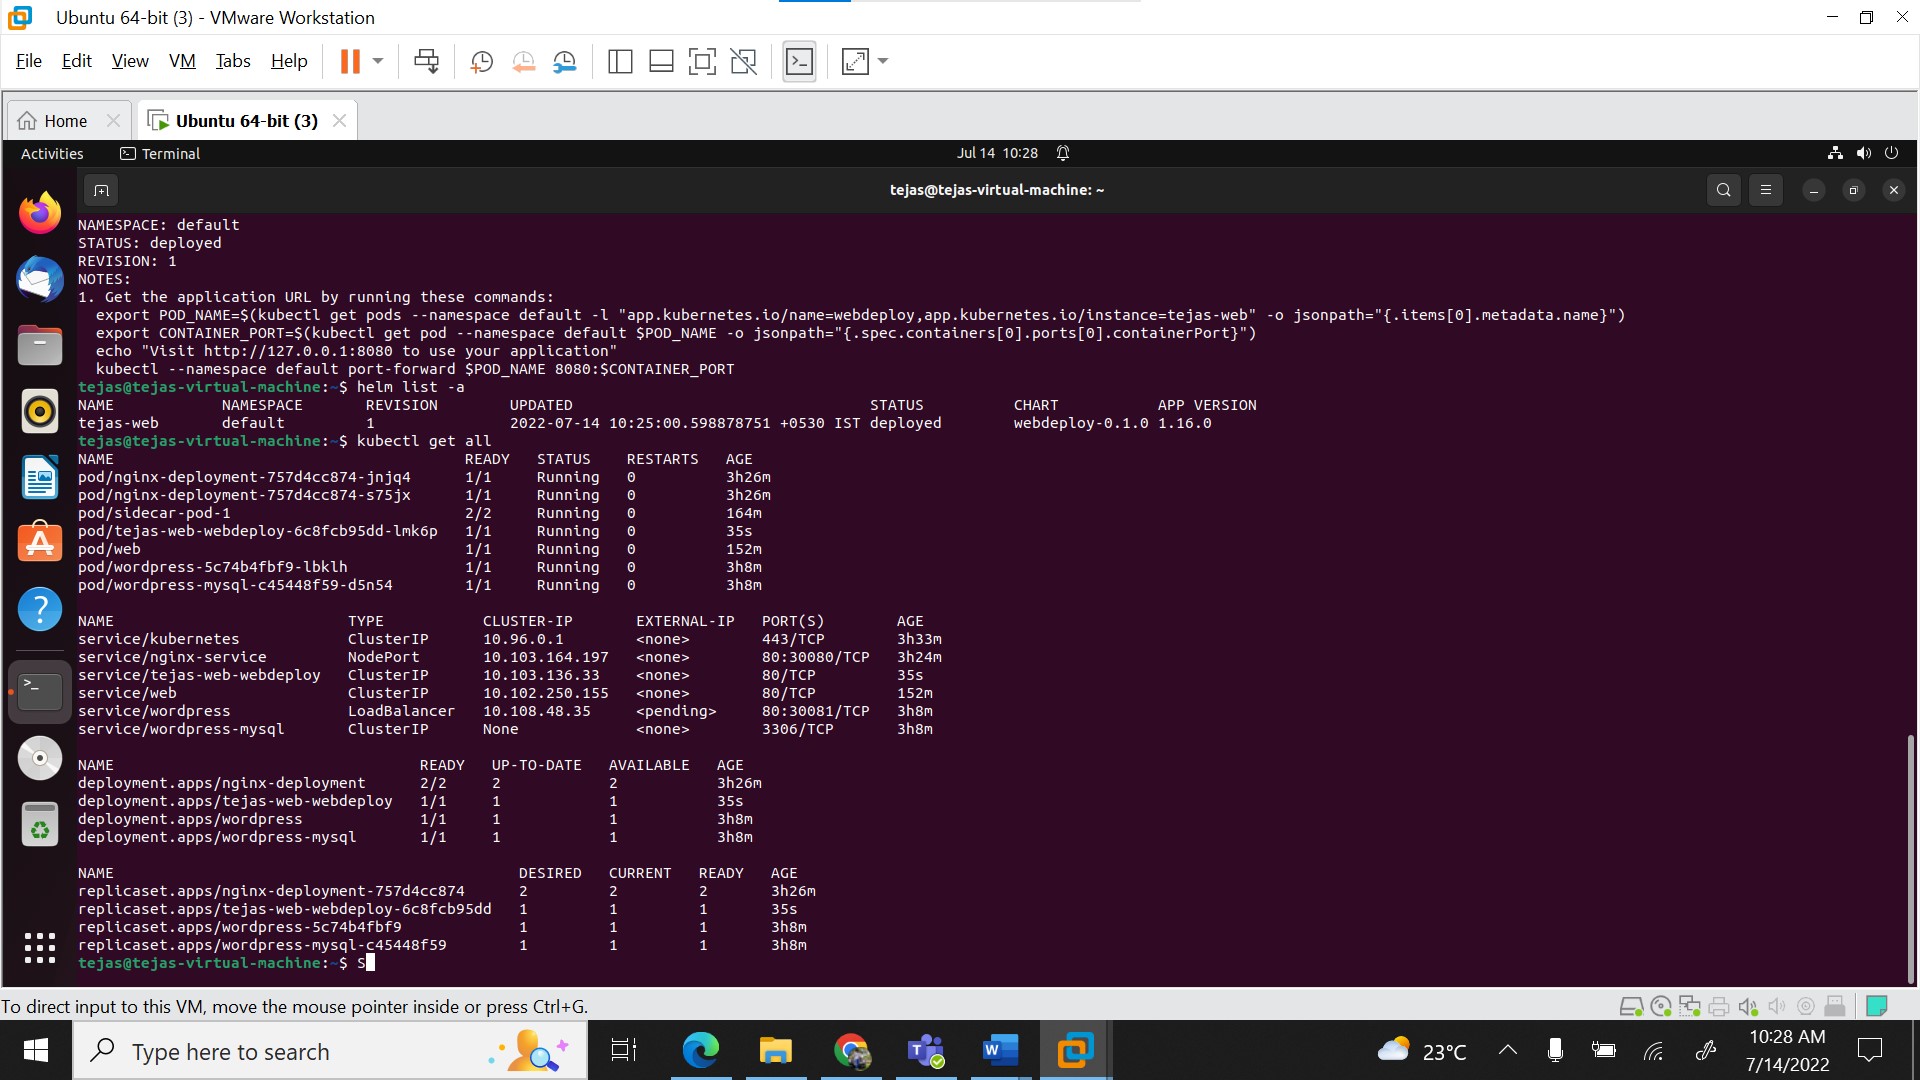 Ubuntu 64-bit (3) - VMware Workstation
File Edit View VM Tabs Help
Home Ubuntu 64-bit (3)
Activities Terminal Jul 14 10:28
tejas@tejas-virtual-machine: ~
NAMESPACE: default
STATUS: deployed
REVISION: 1
NOTES:
1. Get the application URL by running these commands:
  export POD_NAME=$(kubectl get pods --namespace default -l "app.kubernetes.io/name=webdeploy,app.kubernetes.io/instance=tejas-web" -o jsonpath="{.items[0].metadata.name}")
  export CONTAINER_PORT=$(kubectl get pod --namespace default $POD_NAME -o jsonpath="{.spec.containers[0].ports[0].containerPort}")
  echo "Visit http://127.0.0.1:8080 to use your application"
  kubectl --namespace default port-forward $POD_NAME 8080:$CONTAINER_PORT
tejas@tejas-virtual-machine:~$ helm list -a
NAME NAMESPACE REVISION UPDATED STATUS CHART APP VERSION
tejas-web default 1 2022-07-14 10:25:00.598878751 +0530 IST deployed webdeploy-0.1.0 1.16.0
tejas@tejas-virtual-machine:~$ kubectl get all
NAME READY STATUS RESTARTS AGE
pod/nginx-deployment-757d4cc874-jnjq4 1/1 Running 0 3h26m
pod/nginx-deployment-757d4cc874-s75jx 1/1 Running 0 3h26m
pod/sidecar-pod-1 2/2 Running 0 164m
pod/tejas-web-webdeploy-6c8fcb95dd-lmk6p 1/1 Running 0 35s
pod/web 1/1 Running 0 152m
pod/wordpress-5c74b4fbf9-lbklh 1/1 Running 0 3h8m
pod/wordpress-mysql-c45448f59-d5n54 1/1 Running 0 3h8m
NAME TYPE CLUSTER-IP EXTERNAL-IP PORT(S) AGE
service/kubernetes ClusterIP 10.96.0.1 <none> 443/TCP 3h33m
service/nginx-service NodePort 10.103.164.197 <none> 80:30080/TCP 3h24m
service/tejas-web-webdeploy ClusterIP 10.103.136.33 <none> 80/TCP 35s
service/web ClusterIP 10.102.250.155 <none> 80/TCP 152m
service/wordpress LoadBalancer 10.108.48.35 <pending> 80:30081/TCP 3h8m
service/wordpress-mysql ClusterIP None <none> 3306/TCP 3h8m
NAME READY UP-TO-DATE AVAILABLE AGE
deployment.apps/nginx-deployment 2/2 2 2 3h26m
deployment.apps/tejas-web-webdeploy 1/1 1 1 35s
deployment.apps/wordpress 1/1 1 1 3h8m
deployment.apps/wordpress-mysql 1/1 1 1 3h8m
NAME DESIRED CURRENT READY AGE
replicaset.apps/nginx-deployment-757d4cc874 2 2 2 3h26m
replicaset.apps/tejas-web-webdeploy-6c8fcb95dd 1 1 1 35s
replicaset.apps/wordpress-5c74b4fbf9 1 1 1 3h8m
replicaset.apps/wordpress-mysql-c45448f59 1 1 1 3h8m
tejas@tejas-virtual-machine:~$ S
To direct input to this VM, move the mouse pointer inside or press Ctrl+G.
Type here to search
23°C
10:28 AM
7/14/2022